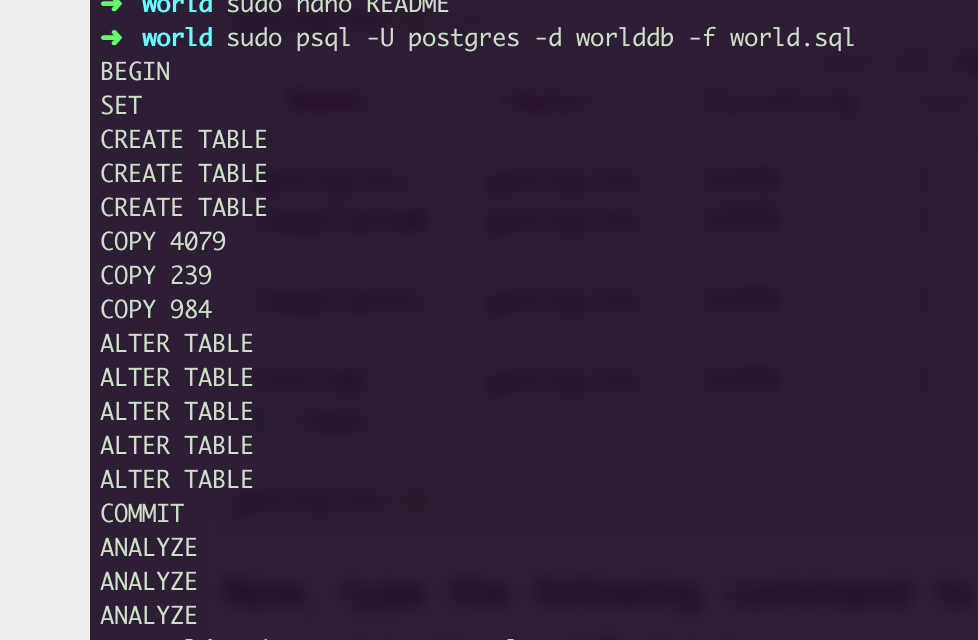 ➜ world sudo nano README
➜ world sudo psql -U postgres -d worlddb -f world.sql
BEGIN
SET
CREATE TABLE
CREATE TABLE
CREATE TABLE
COPY 4079
COPY 239
COPY 984
ALTER TABLE
ALTER TABLE
ALTER TABLE
ALTER TABLE
ALTER TABLE
COMMIT
ANALYZE
ANALYZE
ANALYZE